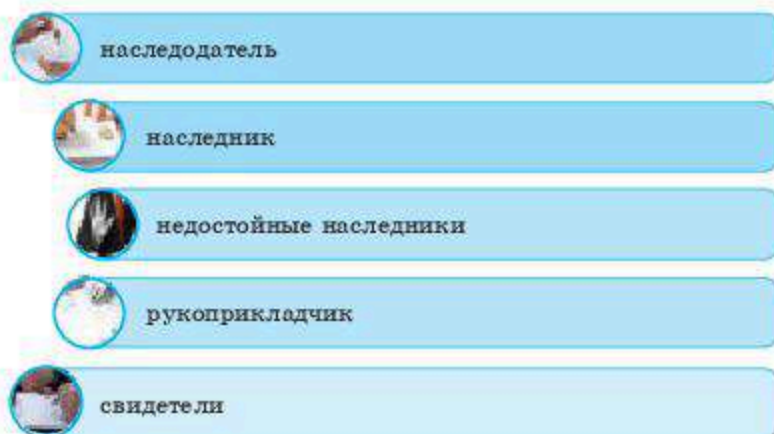 наследодатель
наследник
недостойные наследники
рукоприкладчик
свидетели